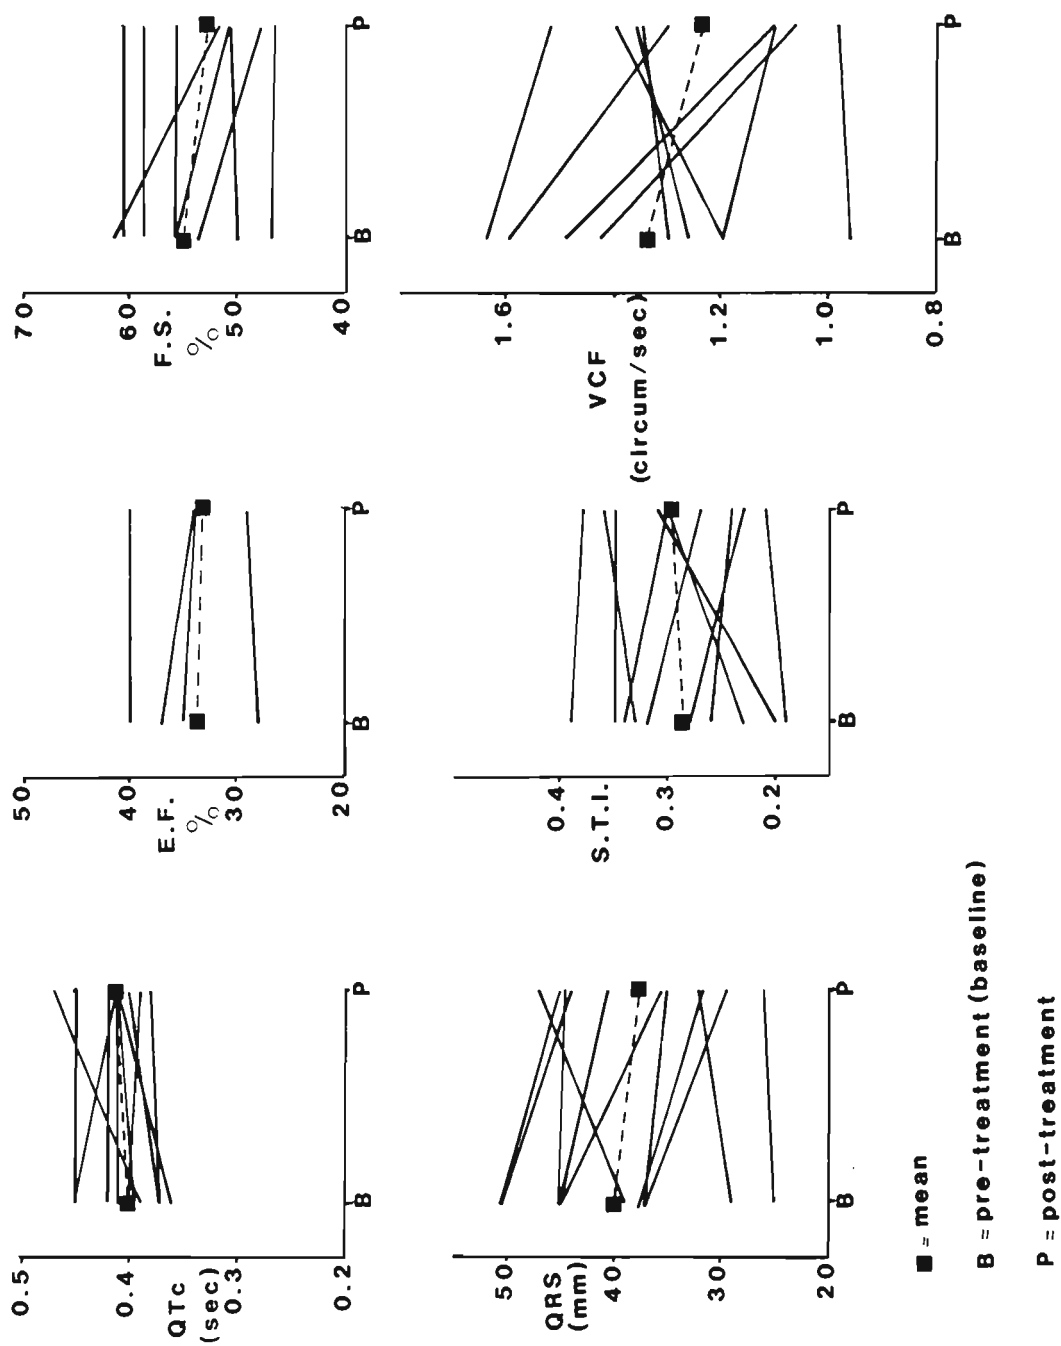 0.5
0.4
QTc
(sec)
0.3
0.2
B P
50
40
E.F.
%
30
20
B P
70
60
F.S.
%
50
40
B P
50
QRS
(mm)
40
30
20
B P
0.4
S.T.I.
0.3
0.2
B P
1.6
VCF
(circum/sec)
1.2
1.0
0.8
B P
■ = mean
B = pre-treatment (baseline)
P = post-treatment